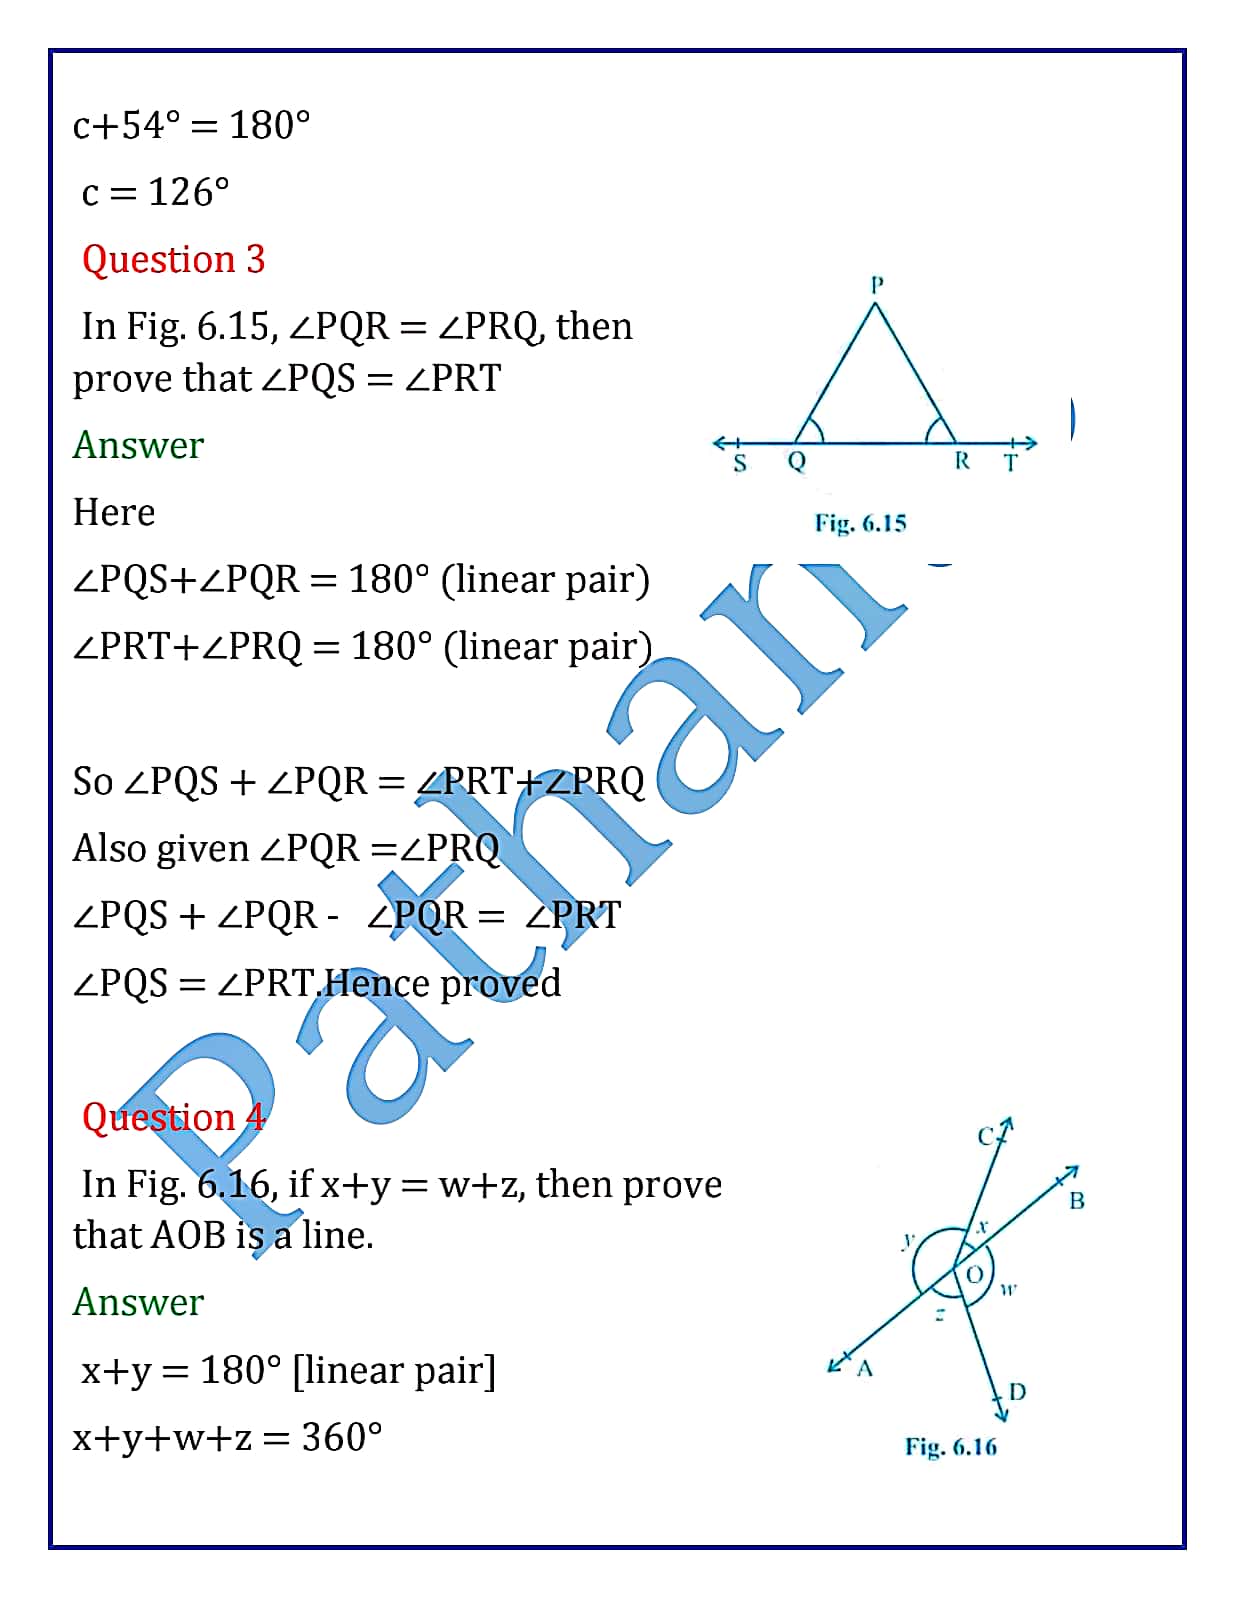 c+54° = 180°
c = 126°
Question 3
In Fig. 6.15, ∠PQR = ∠PRQ, then
prove that ∠PQS = ∠PRT
Answer
Here
∠PQS+∠PQR = 180° (linear pair)
∠PRT+∠PRQ = 180° (linear pair)
P
S
Q
R
T
Fig. 6.15
So ∠PQS + ∠PQR = ∠PRT+∠PRQ
Also given ∠PQR =∠PRQ
∠PQS + ∠PQR - ∠PQR = ∠PRT
∠PQS = ∠PRT.Hence proved
Pathan
Question 4
In Fig. 6.16, if x+y = w+z, then prove
that AOB is a line.
Answer
x+y = 180° [linear pair]
x+y+w+z = 360°
C
B
x
y
O
w
z
A
D
Fig. 6.16